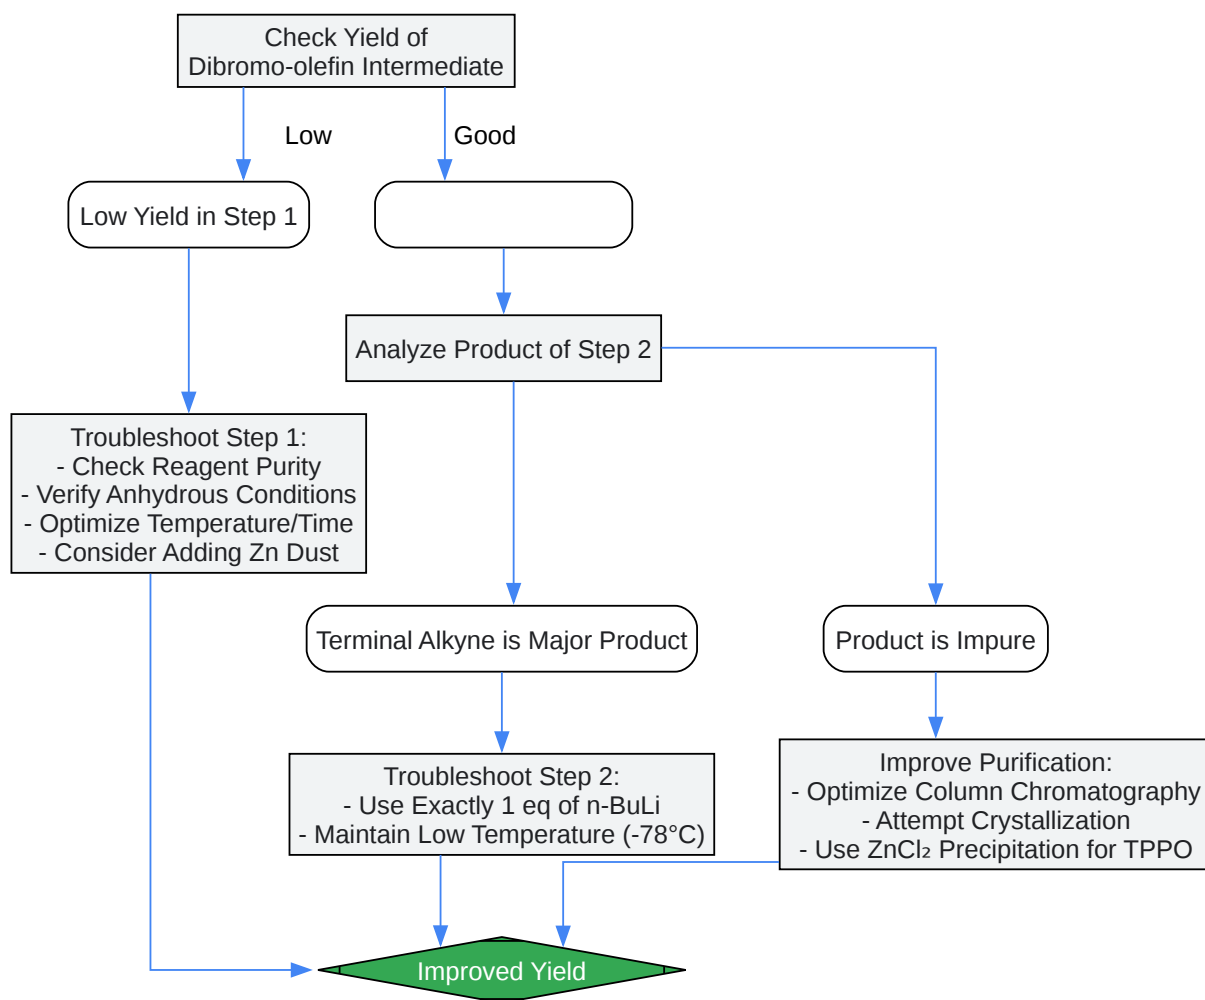 Check Yield of
Dibromo-olefin Intermediate
Low
Good
Low Yield in Step 1
Analyze Product of Step 2
Troubleshoot Step 1:
- Check Reagent Purity
- Verify Anhydrous Conditions
- Optimize Temperature/Time
- Consider Adding Zn Dust
Terminal Alkyne is Major Product
Product is Impure
Troubleshoot Step 2:
- Use Exactly 1 eq of n-BuLi
- Maintain Low Temperature (-78°C)
Improve Purification:
- Optimize Column Chromatography
- Attempt Crystallization
- Use ZnCl₂ Precipitation for TPPO
Improved Yield